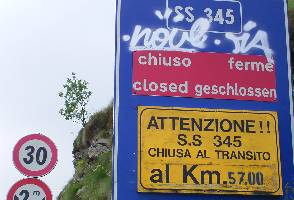 SS 345
chiuso ferme
closed geschlossen
ATTENZIONE!!
S.S 345
CHIUSA AL TRANSITO
al Km. 57,00
30